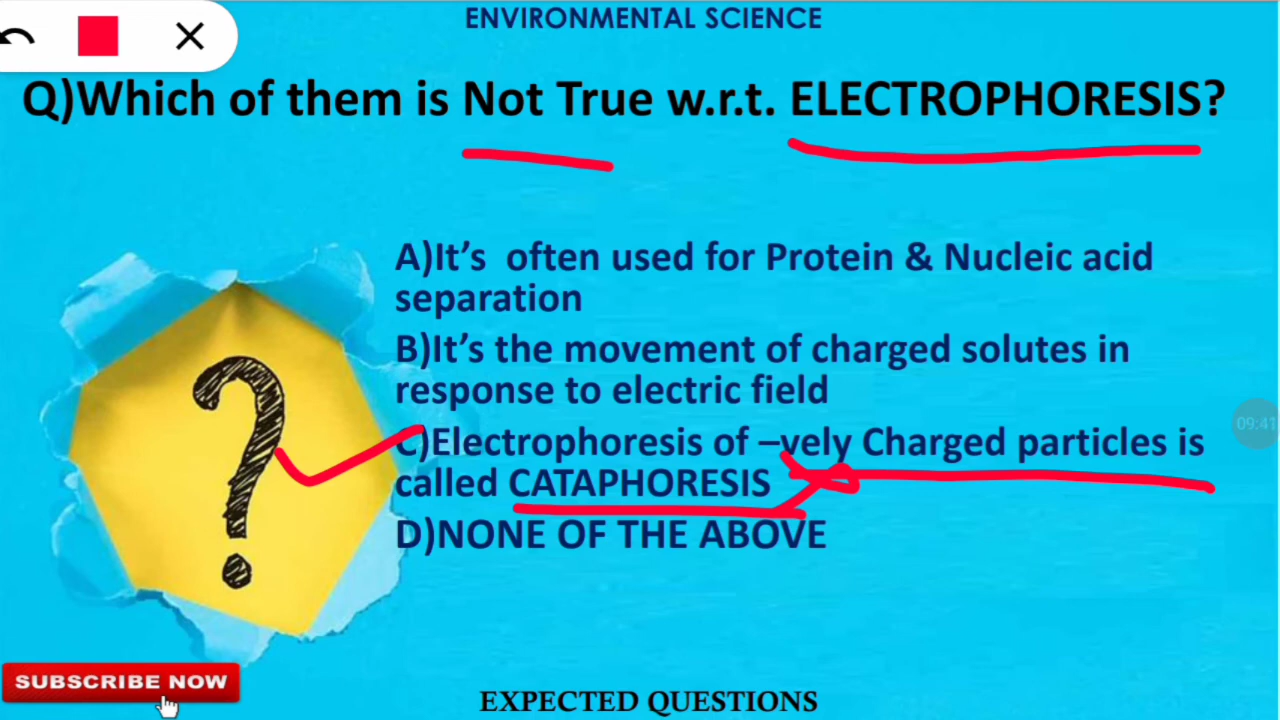 ENVIRONMENTAL SCIENCE
Q)Which of them is Not True w.r.t. ELECTROPHORESIS?
A)It's often used for Protein & Nucleic acid
separation
B)It's the movement of charged solutes in
response to electric field
C)Electrophoresis of –vely Charged particles is
called CATAPHORESIS
D)NONE OF THE ABOVE
09:41
SUBSCRIBE NOW
EXPECTED QUESTIONS